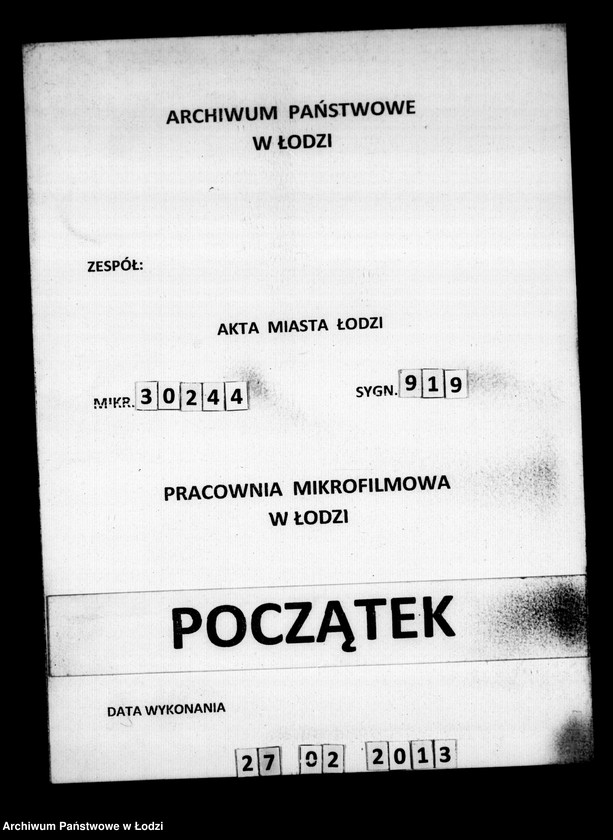 ARCHIWUM PAŃSTWOWE
W ŁODZI
ZESPÓŁ:
AKTA MIASTA ŁODZI
MIKR. 30244 SYGN. 919
PRACOWNIA MIKROFILMOWA
W ŁODZI
POCZĄTEK
DATA WYKONANIA
27 02 2013
Archiwum Państwowe w Łodzi